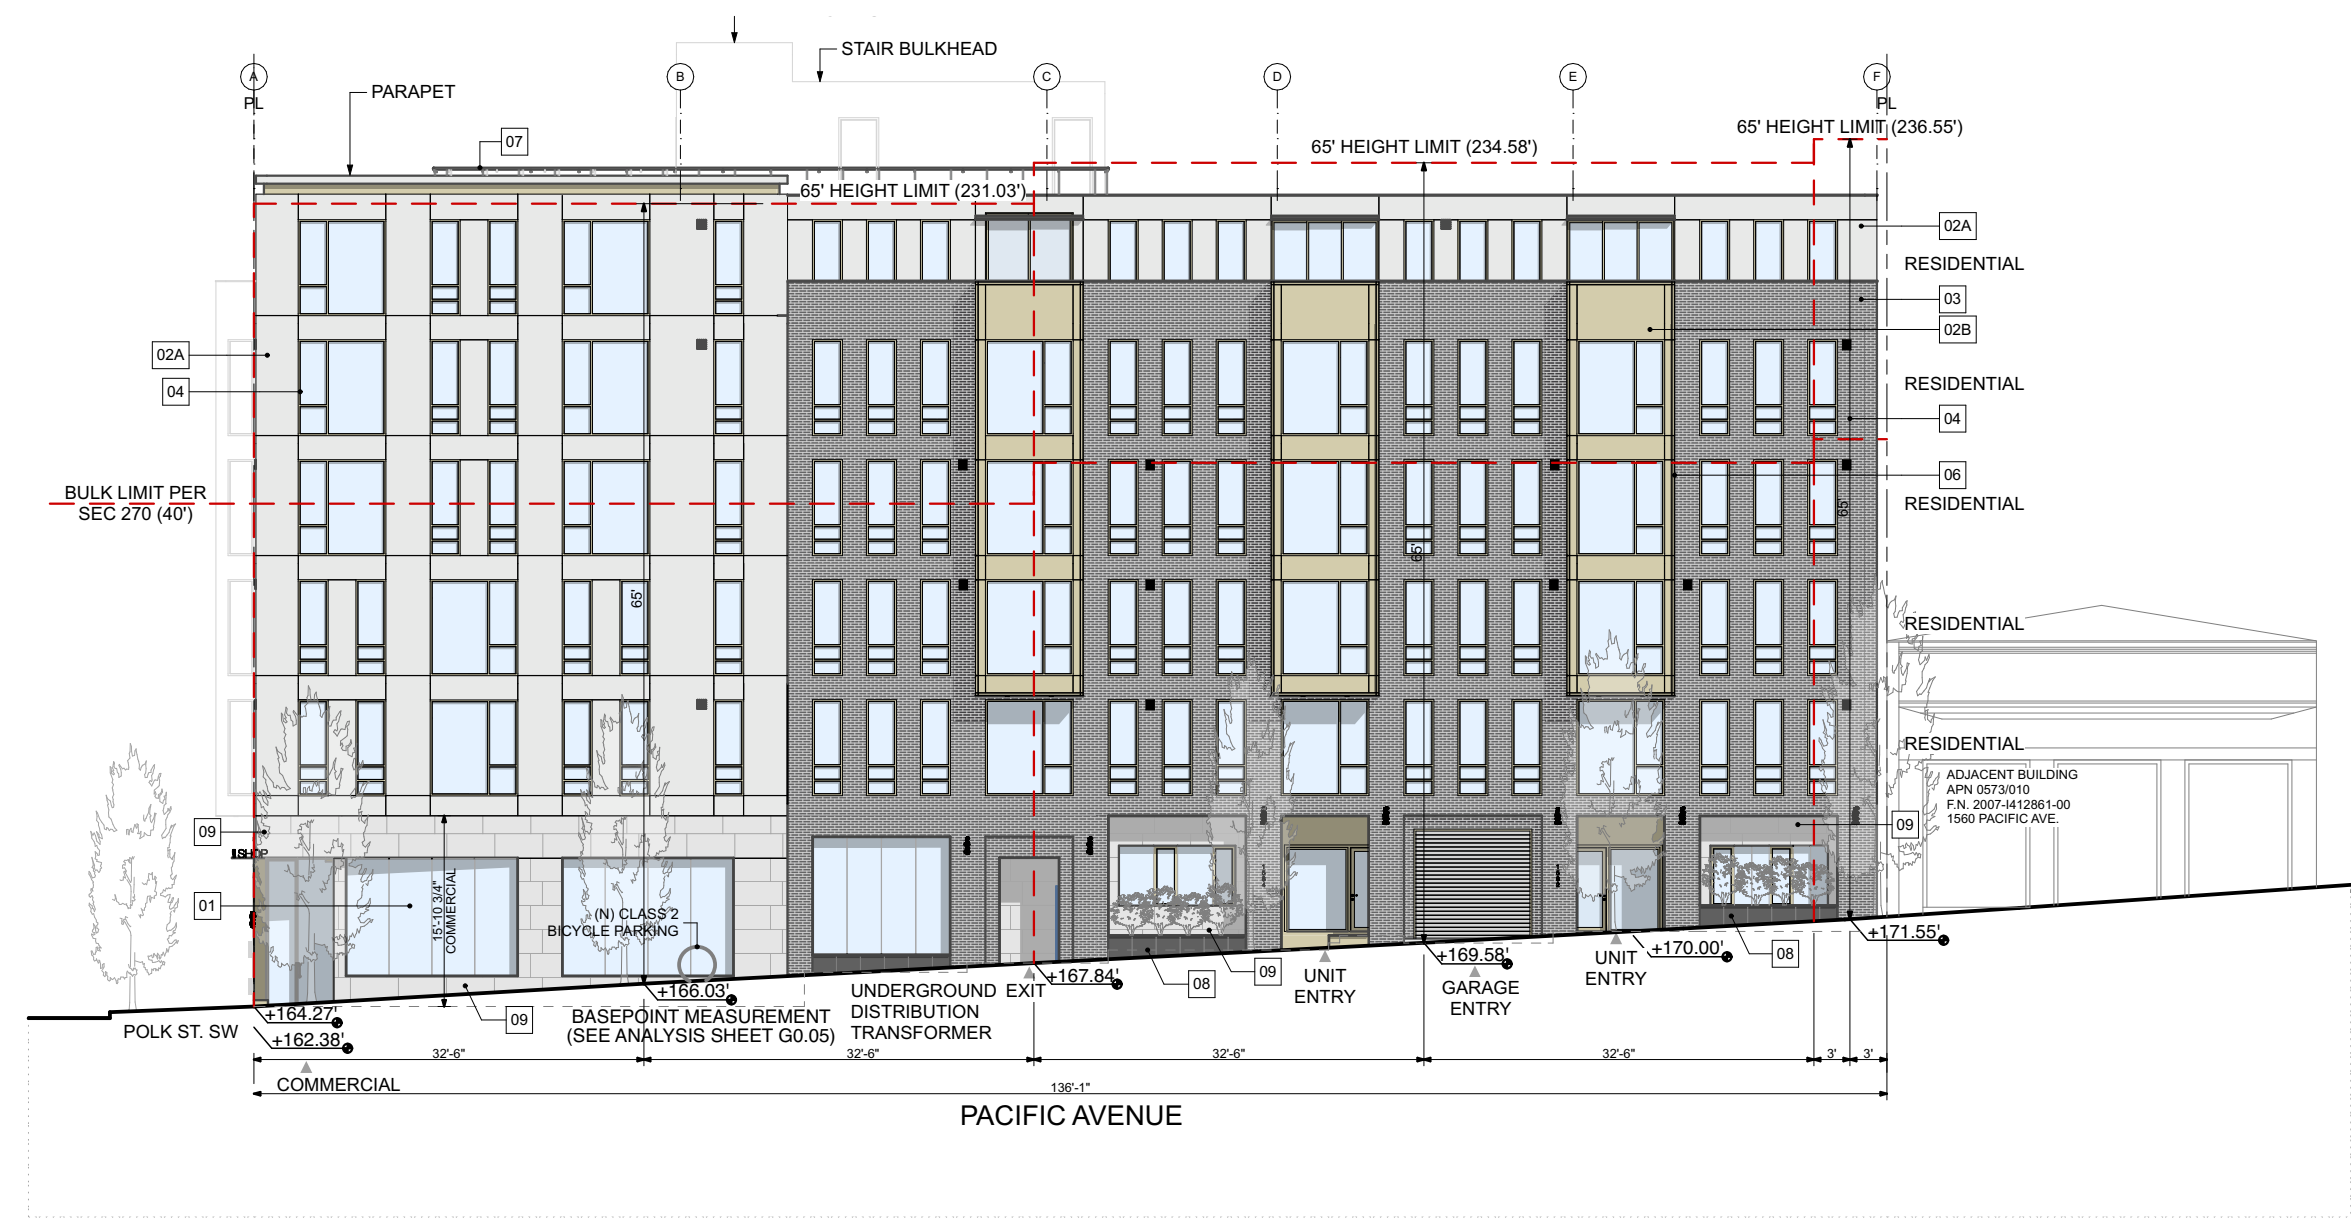 STAIR BULKHEAD
A
B
C
D
E
F
PL
PL
PARAPET
07
65' HEIGHT LIMIT (236.55')
65' HEIGHT LIMIT (234.58')
65' HEIGHT LIMIT (231.03')
02A
RESIDENTIAL
03
02B
02A
04
RESIDENTIAL
04
06
BULK LIMIT PER
SEC 270 (40')
RESIDENTIAL
65'
65'
65'
RESIDENTIAL
RESIDENTIAL
ADJACENT BUILDING
APN 0573/010
F.N. 2007-I412861-00
1560 PACIFIC AVE.
09
09
01
15'-10 3/4"
COMMERCIAL
(N) CLASS 2
BICYCLE PARKING
+171.55'
+170.00'
08
+169.58'
UNIT
ENTRY
GARAGE
ENTRY
UNIT
ENTRY
09
08
+167.84'
EXIT
UNDERGROUND
DISTRIBUTION
TRANSFORMER
+166.03'
BASEPOINT MEASUREMENT
(SEE ANALYSIS SHEET G0.05)
09
+164.27'
POLK ST. SW
+162.38'
32'-6"
32'-6"
32'-6"
32'-6"
3'
3'
COMMERCIAL
136'-1"
PACIFIC AVENUE